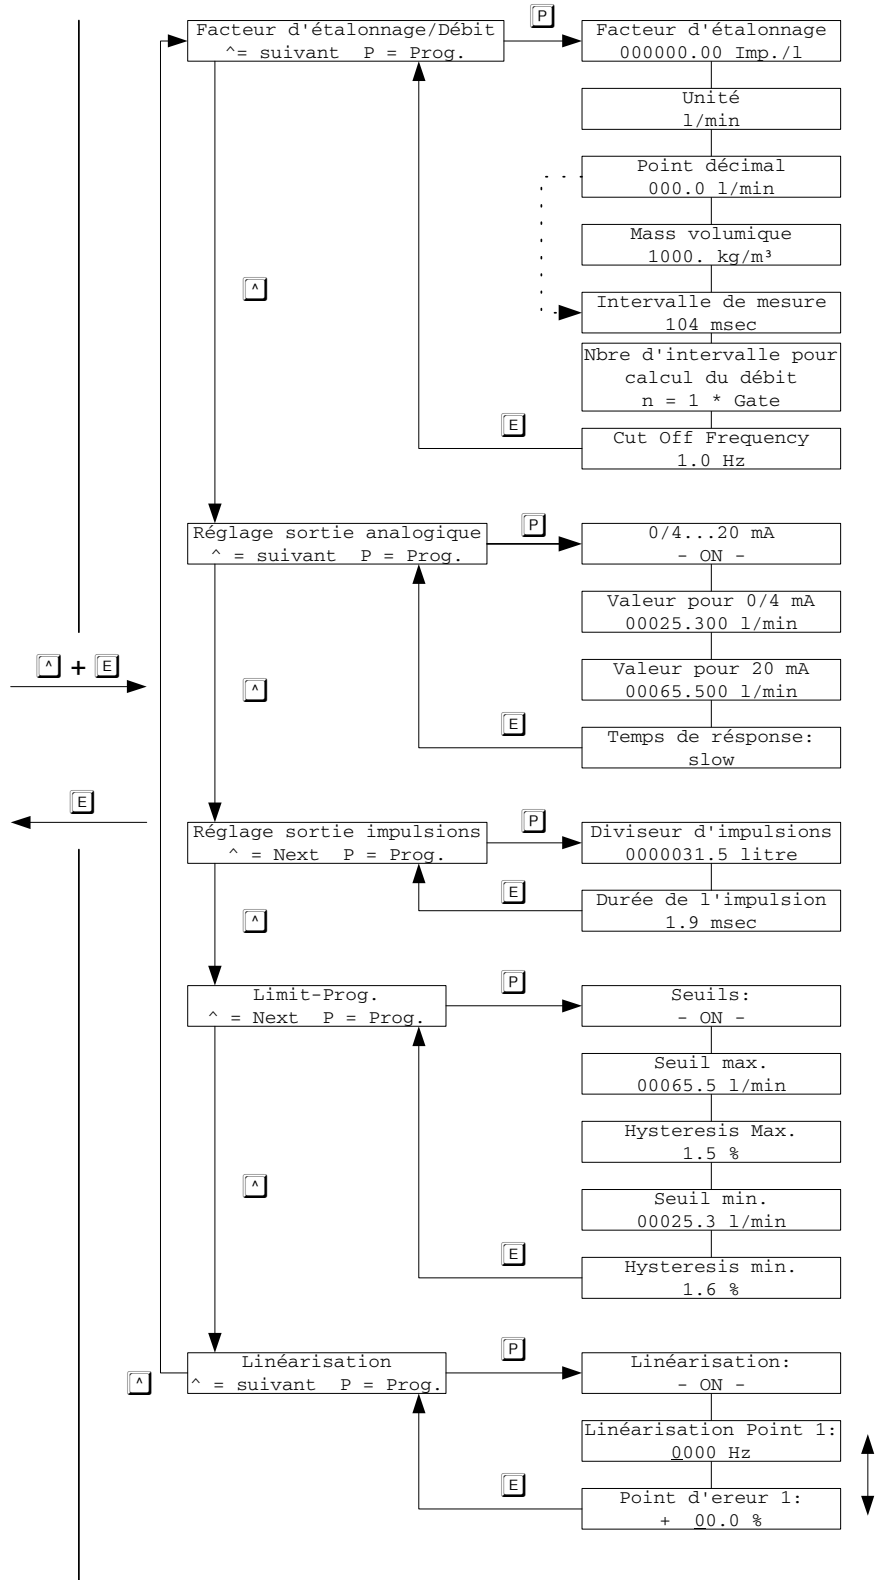 Facteur d'étalonnage/Débit
^= suivant P = Prog.
P
Facteur d'étalonnage
000000.00 Imp./l
Unité
l/min
Point décimal
000.0 l/min
Mass volumique
1000. kg/m³
^
Intervalle de mesure
104 msec
Nbre d'intervalle pour
calcul du débit
n = 1 * Gate
E
Cut Off Frequency
1.0 Hz
Réglage sortie analogique
^ = suivant P = Prog.
P
0/4...20 mA
- ON -
Valeur pour 0/4 mA
00025.300 l/min
^ + E
^
Valeur pour 20 mA
00065.500 l/min
E
Temps de résponse:
slow
E
Réglage sortie impulsions
^ = Next P = Prog.
P
Diviseur d'impulsions
0000031.5 litre
^
E
Durée de l'impulsion
1.9 msec
Limit-Prog.
^ = Next P = Prog.
P
Seuils:
- ON -
Seuil max.
00065.5 l/min
Hysteresis Max.
1.5 %
^
Seuil min.
00025.3 l/min
E
Hysteresis min.
1.6 %
^
Linéarisation
^ = suivant P = Prog.
P
Linéarisation:
- ON -
Linéarisation Point 1:
0000 Hz
E
Point d'ereur 1:
+ 00.0 %